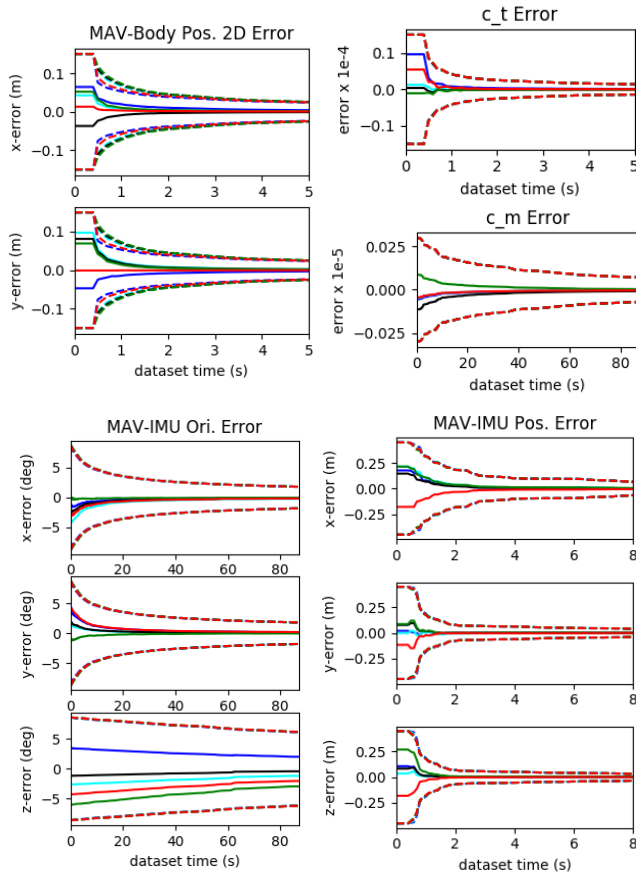 MAV-Body Pos. 2D Error
x-error (m)
0.1
0.0
−0.1
0 1 2 3 4 5
y-error (m)
0.1
0.0
−0.1
0 1 2 3 4 5
dataset time (s)
c_t Error
error x 1e-4
0.1
0.0
−0.1
0 1 2 3 4 5
dataset time (s)
c_m Error
error x 1e-5
0.025
0.000
−0.025
0 20 40 60 80
dataset time (s)
MAV-IMU Ori. Error
x-error (deg)
5
0
−5
0 20 40 60 80
y-error (deg)
5
0
−5
0 20 40 60 80
z-error (deg)
5
0
−5
0 20 40 60 80
dataset time (s)
MAV-IMU Pos. Error
x-error (m)
0.25
0.00
−0.25
0 2 4 6 8
y-error (m)
0.25
0.00
−0.25
0 2 4 6 8
z-error (m)
0.25
0.00
−0.25
0 2 4 6 8
dataset time (s)